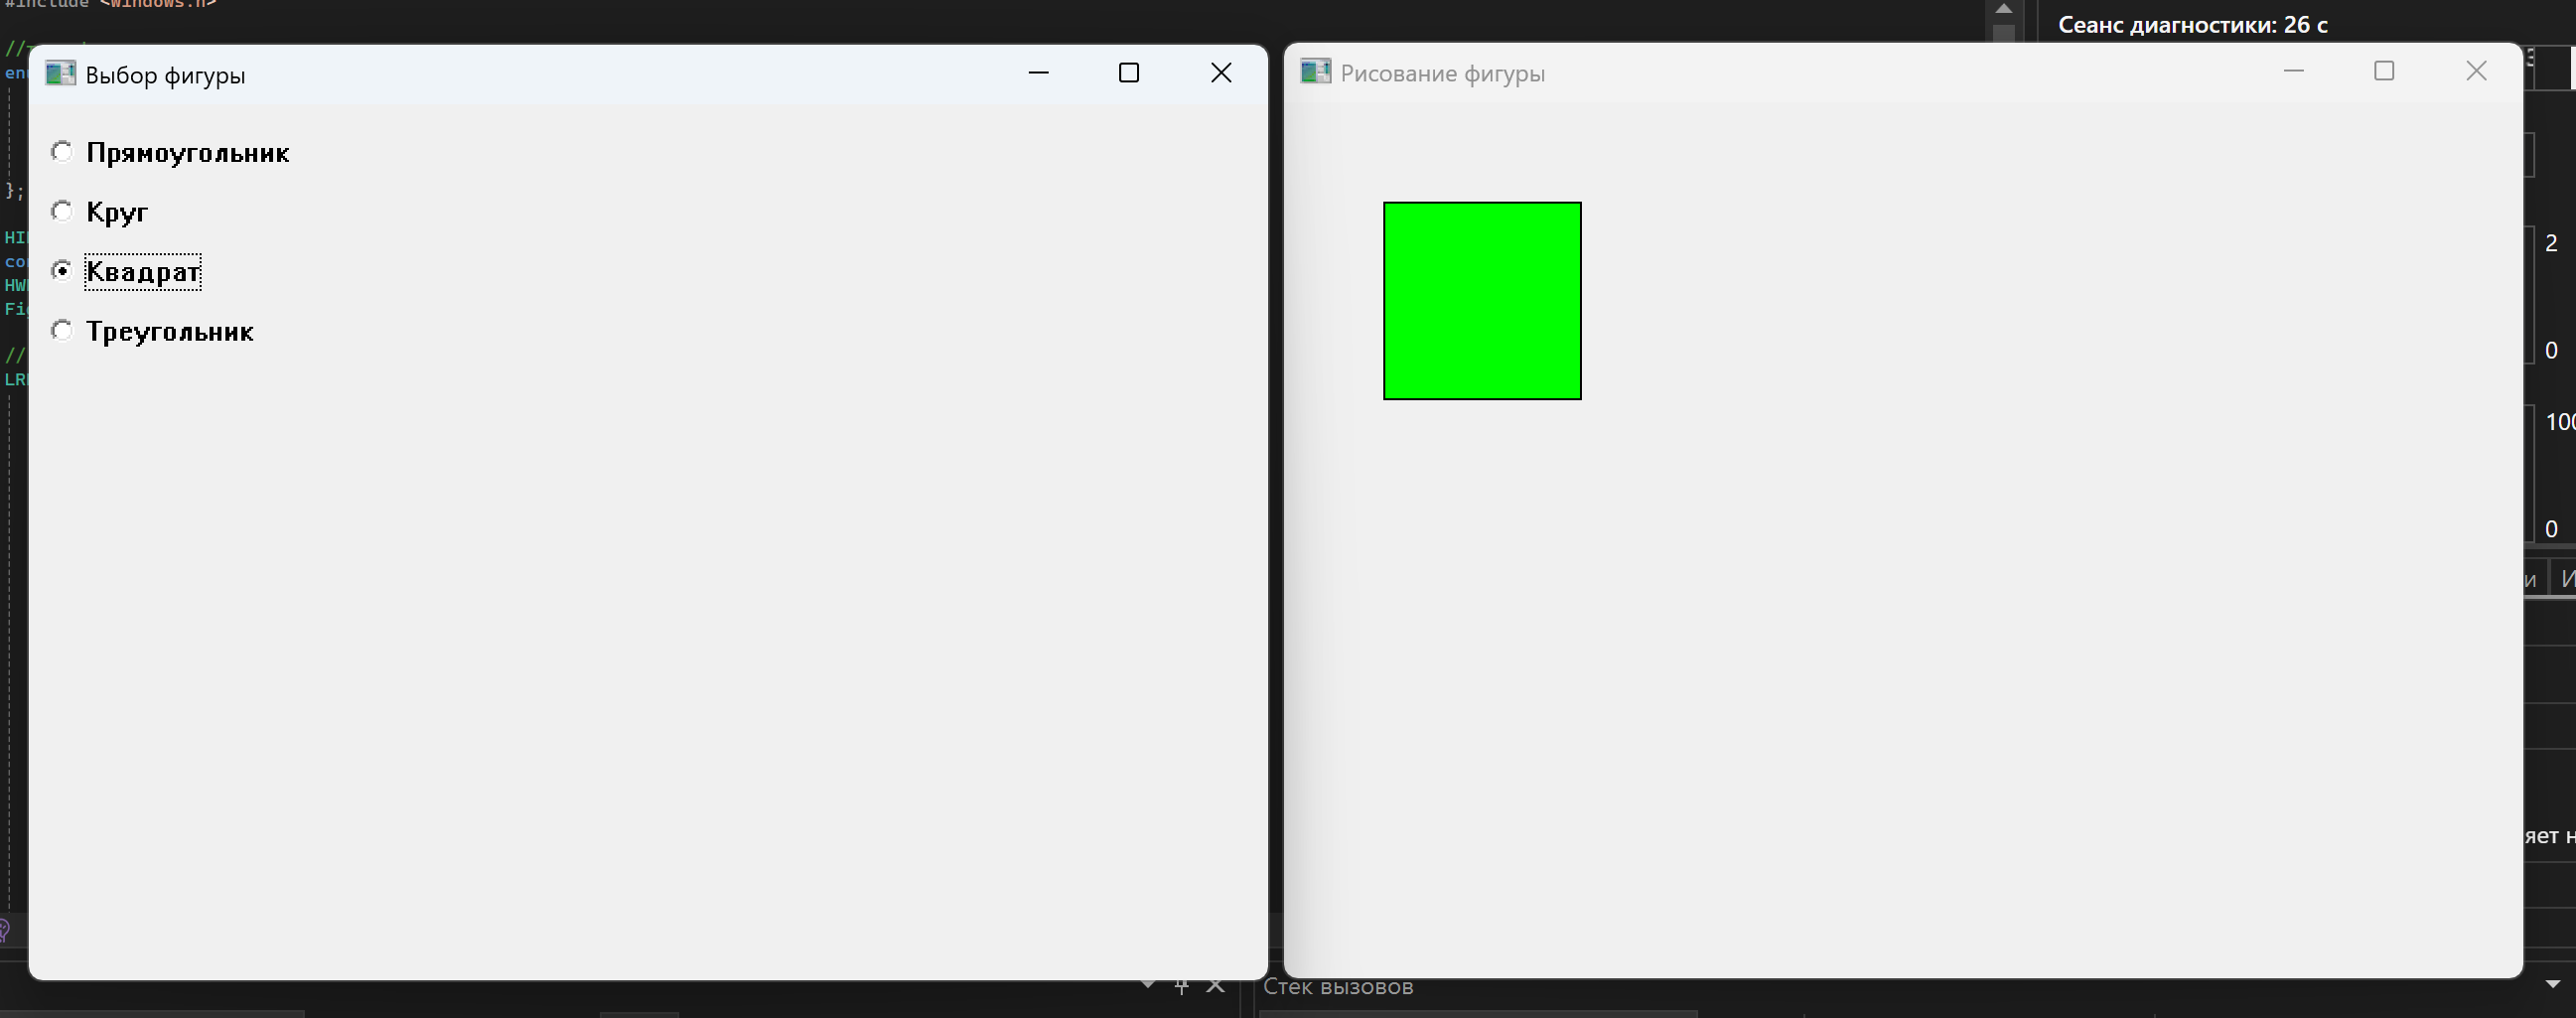 #include <windows.h>
Сеанс диагностики: 26 с
Выбор фигуры
Прямоугольник
Круг
Квадрат
Треугольник
Рисование фигуры
};
//
2
0
100
0
и
яет н
Стек вызовов